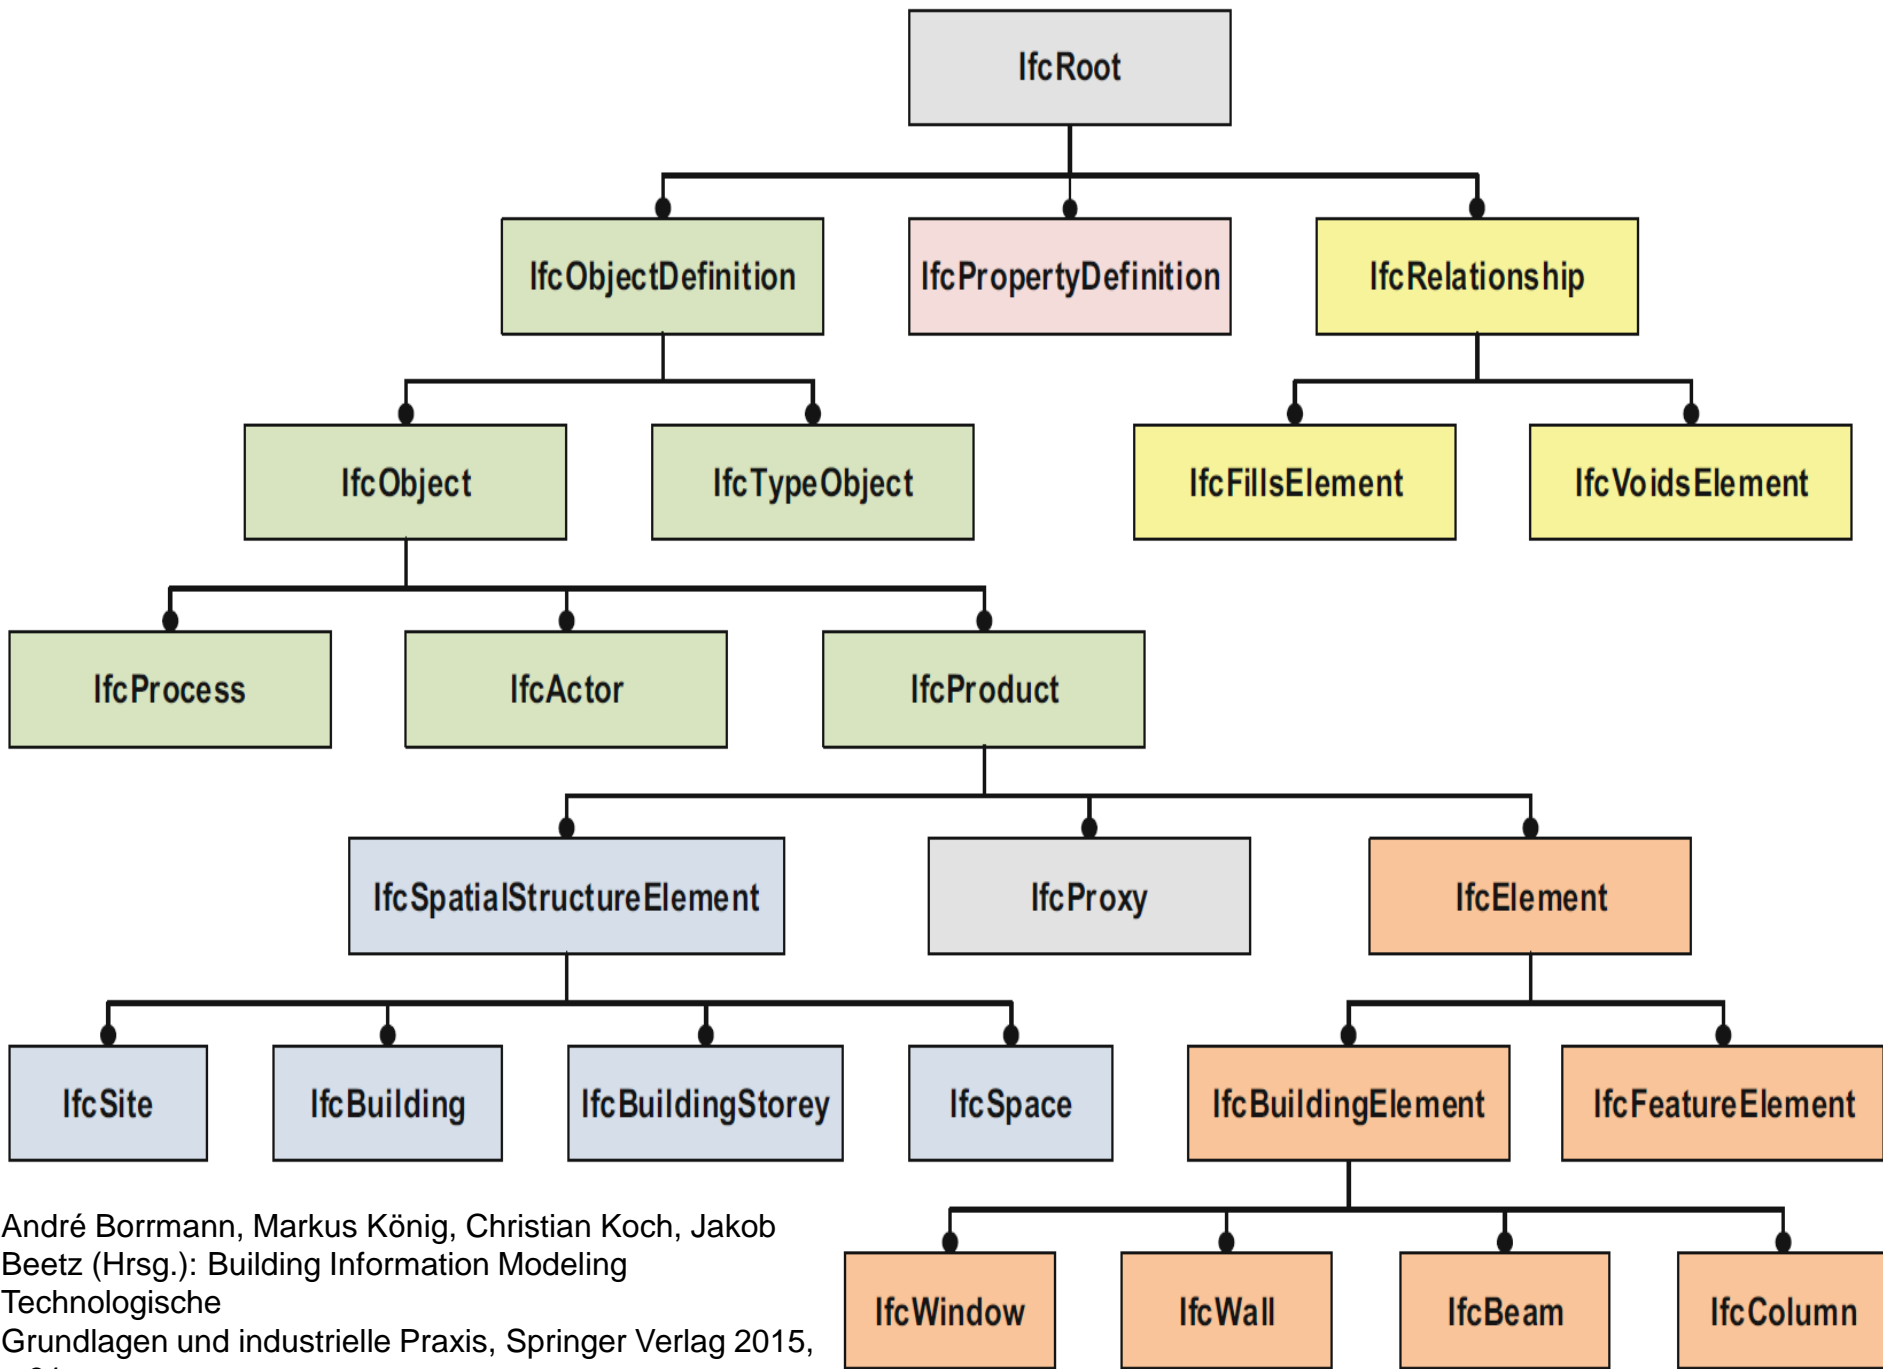 IfcRoot
IfcObjectDefinition
IfcPropertyDefinition
IfcRelationship
IfcObject
IfcTypeObject
IfcFillsElement
IfcVoidsElement
IfcProcess
IfcActor
IfcProduct
IfcSpatialStructureElement
IfcProxy
IfcElement
IfcSite
IfcBuilding
IfcBuildingStorey
IfcSpace
IfcBuildingElement
IfcFeatureElement
IfcWindow
IfcWall
IfcBeam
IfcColumn
André Borrmann, Markus König, Christian Koch, Jakob
Beetz (Hrsg.): Building Information Modeling
Technologische
Grundlagen und industrielle Praxis, Springer Verlag 2015,